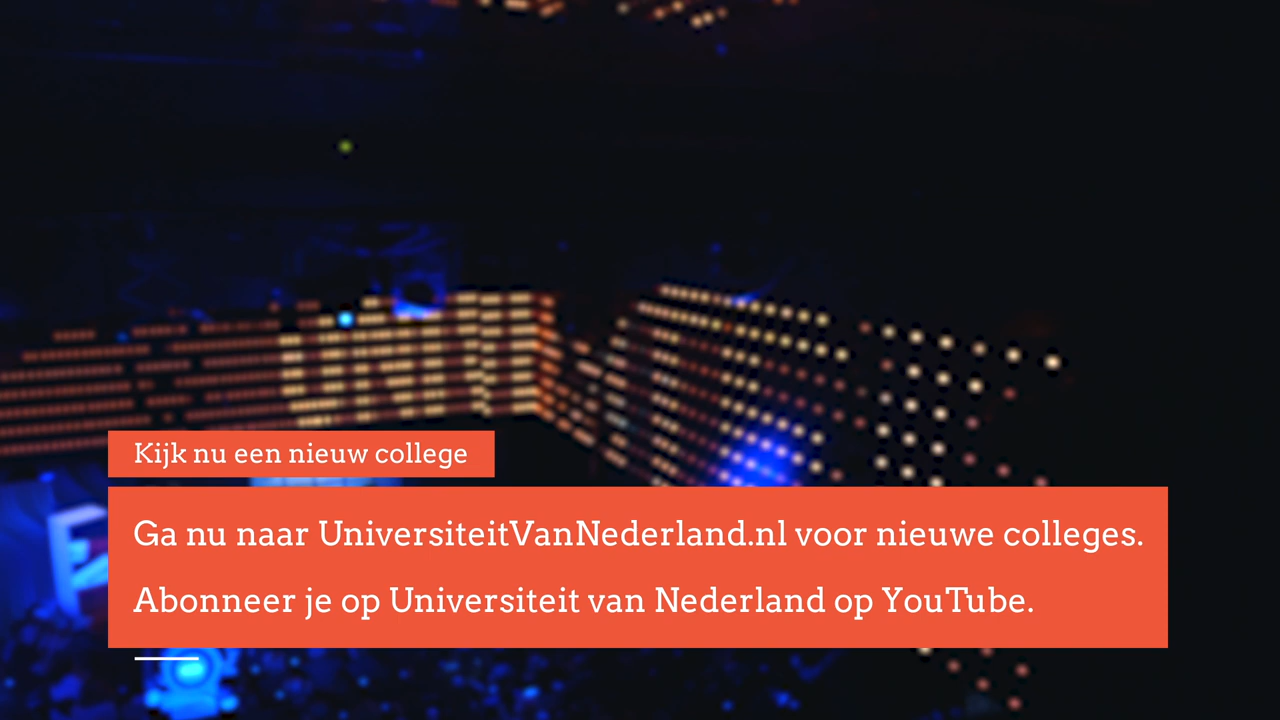 Kijk nu een nieuw college
Ga nu naar UniversiteitVanNederland.nl voor nieuwe colleges.
Abonneer je op Universiteit van Nederland op YouTube.